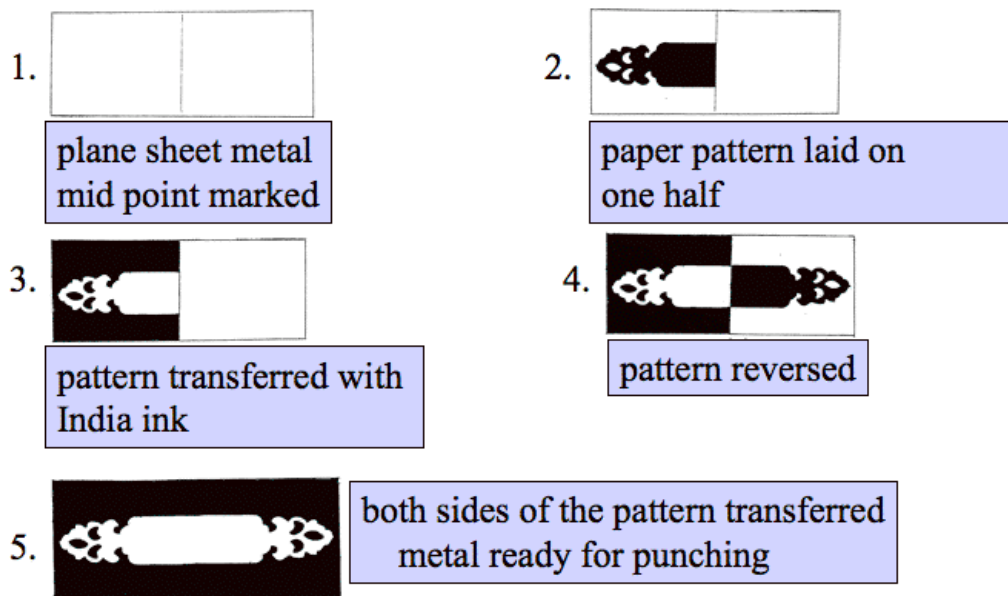 1.
plane sheet metal
mid point marked
2.
paper pattern laid on
one half
3.
pattern transferred with
India ink
4.
pattern reversed
5.
both sides of the pattern transferred
metal ready for punching